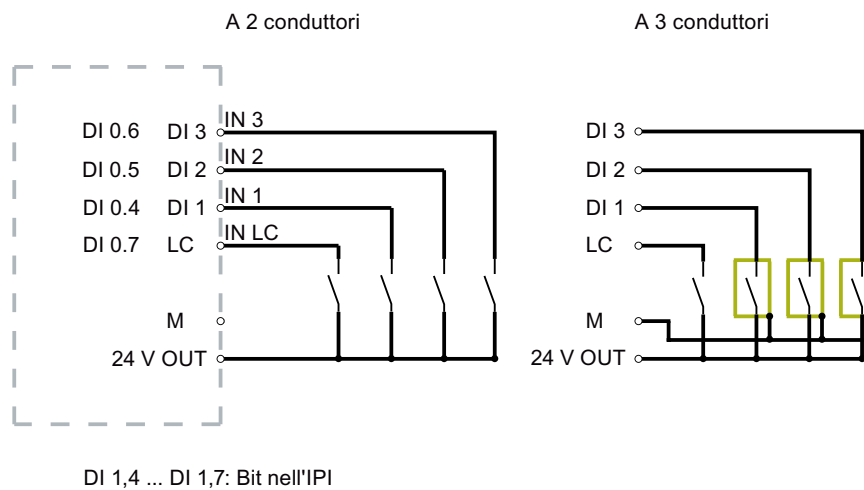 A 2 conduttori
A 3 conduttori
DI 0.6 DI 3 IN 3
DI 0.5 DI 2 IN 2
DI 0.4 DI 1 IN 1
DI 0.7 LC IN LC
M
24 V OUT
DI 3
DI 2
DI 1
LC
M
24 V OUT
DI 1,4 ... DI 1,7: Bit nell'IPI